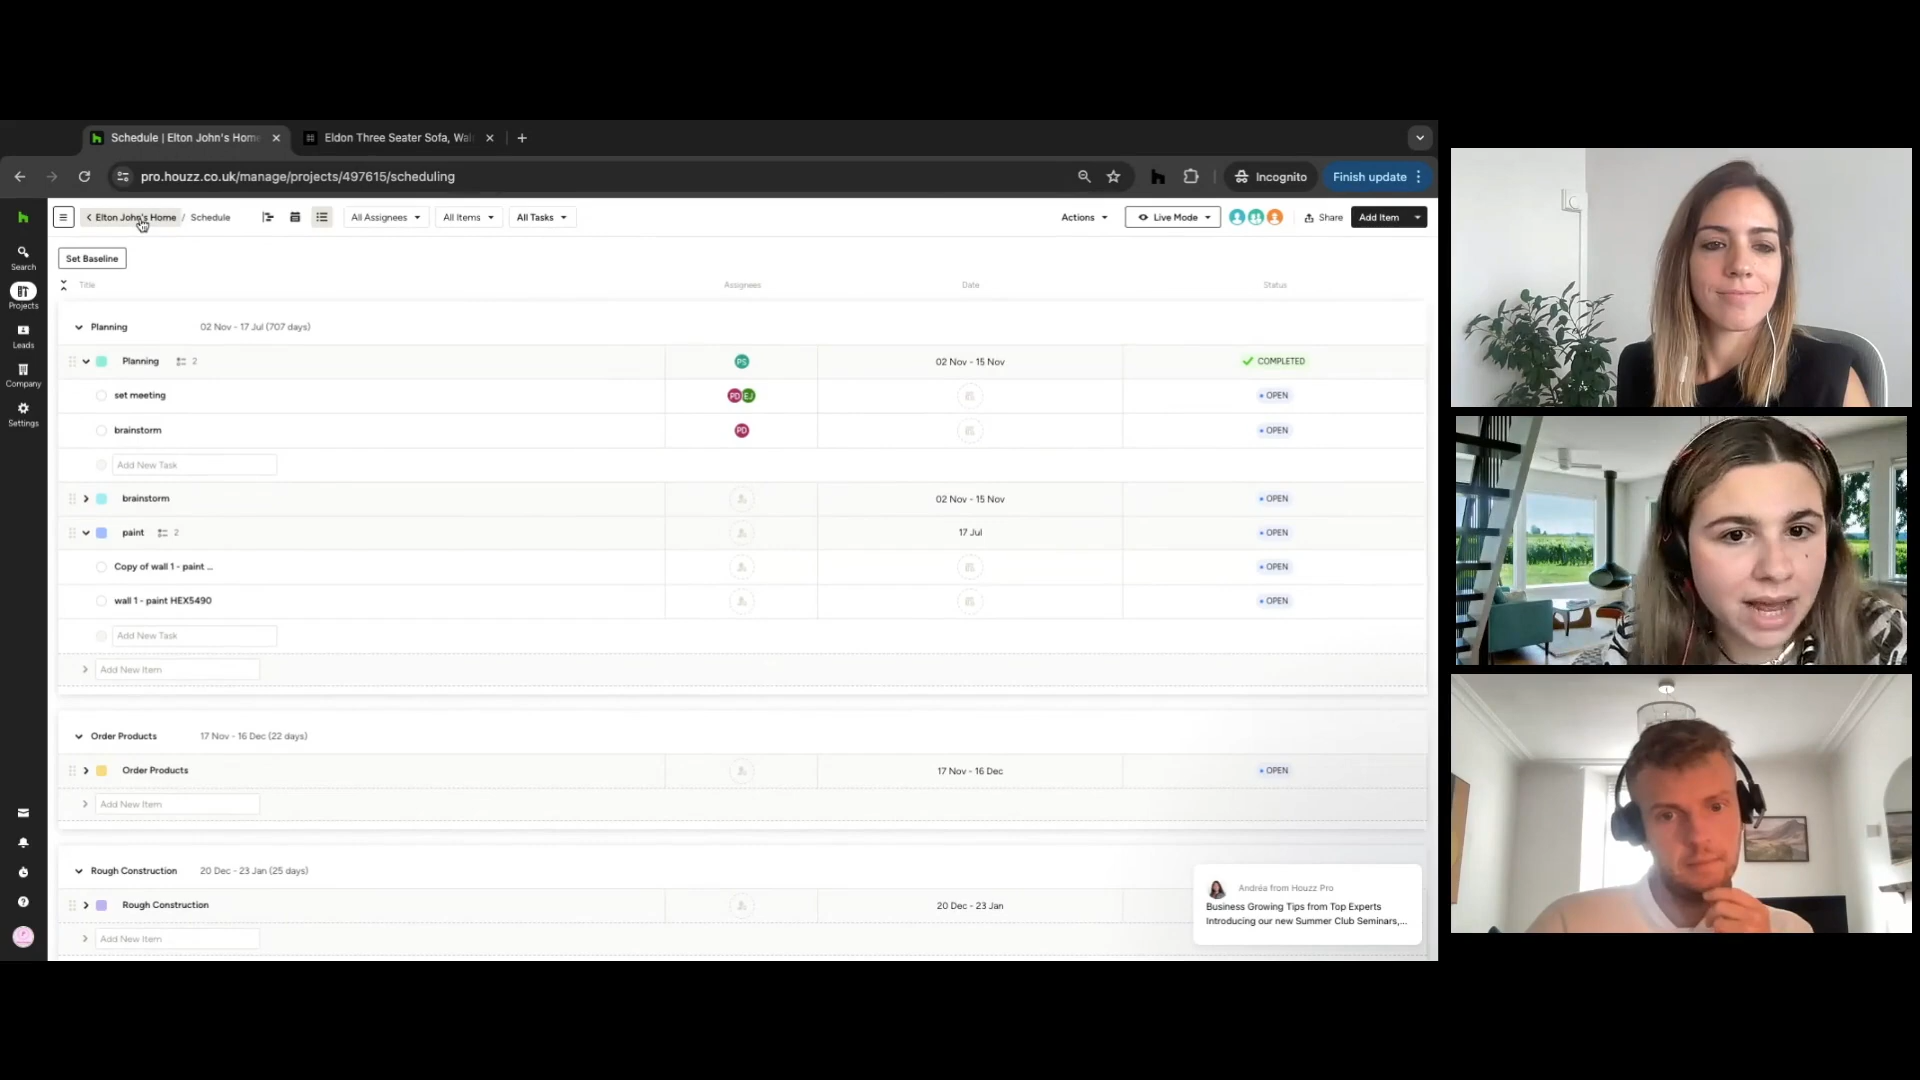 Schedule | Elton John's Home
Eldon Three Seater Sofa, Wal
pro.houzz.co.uk/manage/projects/497615/scheduling
Incognito
Finish update
Elton John's Home / Schedule
All Assignees
All Items
All Tasks
Actions
Live Mode
Share
Add Item
Search
Projects
Leads
Company
Settings
Set Baseline
Title
Assignees
Date
Status
Planning
02 Nov - 17 Jul (707 days)
Planning
2
PS
02 Nov - 15 Nov
COMPLETED
set meeting
PD
EJ
OPEN
brainstorm
PD
OPEN
Add New Task
brainstorm
02 Nov - 15 Nov
OPEN
paint
2
17 Jul
OPEN
Copy of wall 1 - paint ...
OPEN
wall 1 - paint HEX5490
OPEN
Add New Task
Add New Item
Order Products
17 Nov - 16 Dec (22 days)
Order Products
17 Nov - 16 Dec
OPEN
Add New Item
Rough Construction
20 Dec - 23 Jan (25 days)
Rough Construction
20 Dec - 23 Jan
Add New Item
Andréa from Houzz Pro
Business Growing Tips from Top Experts
Introducing our new Summer Club Seminars,...